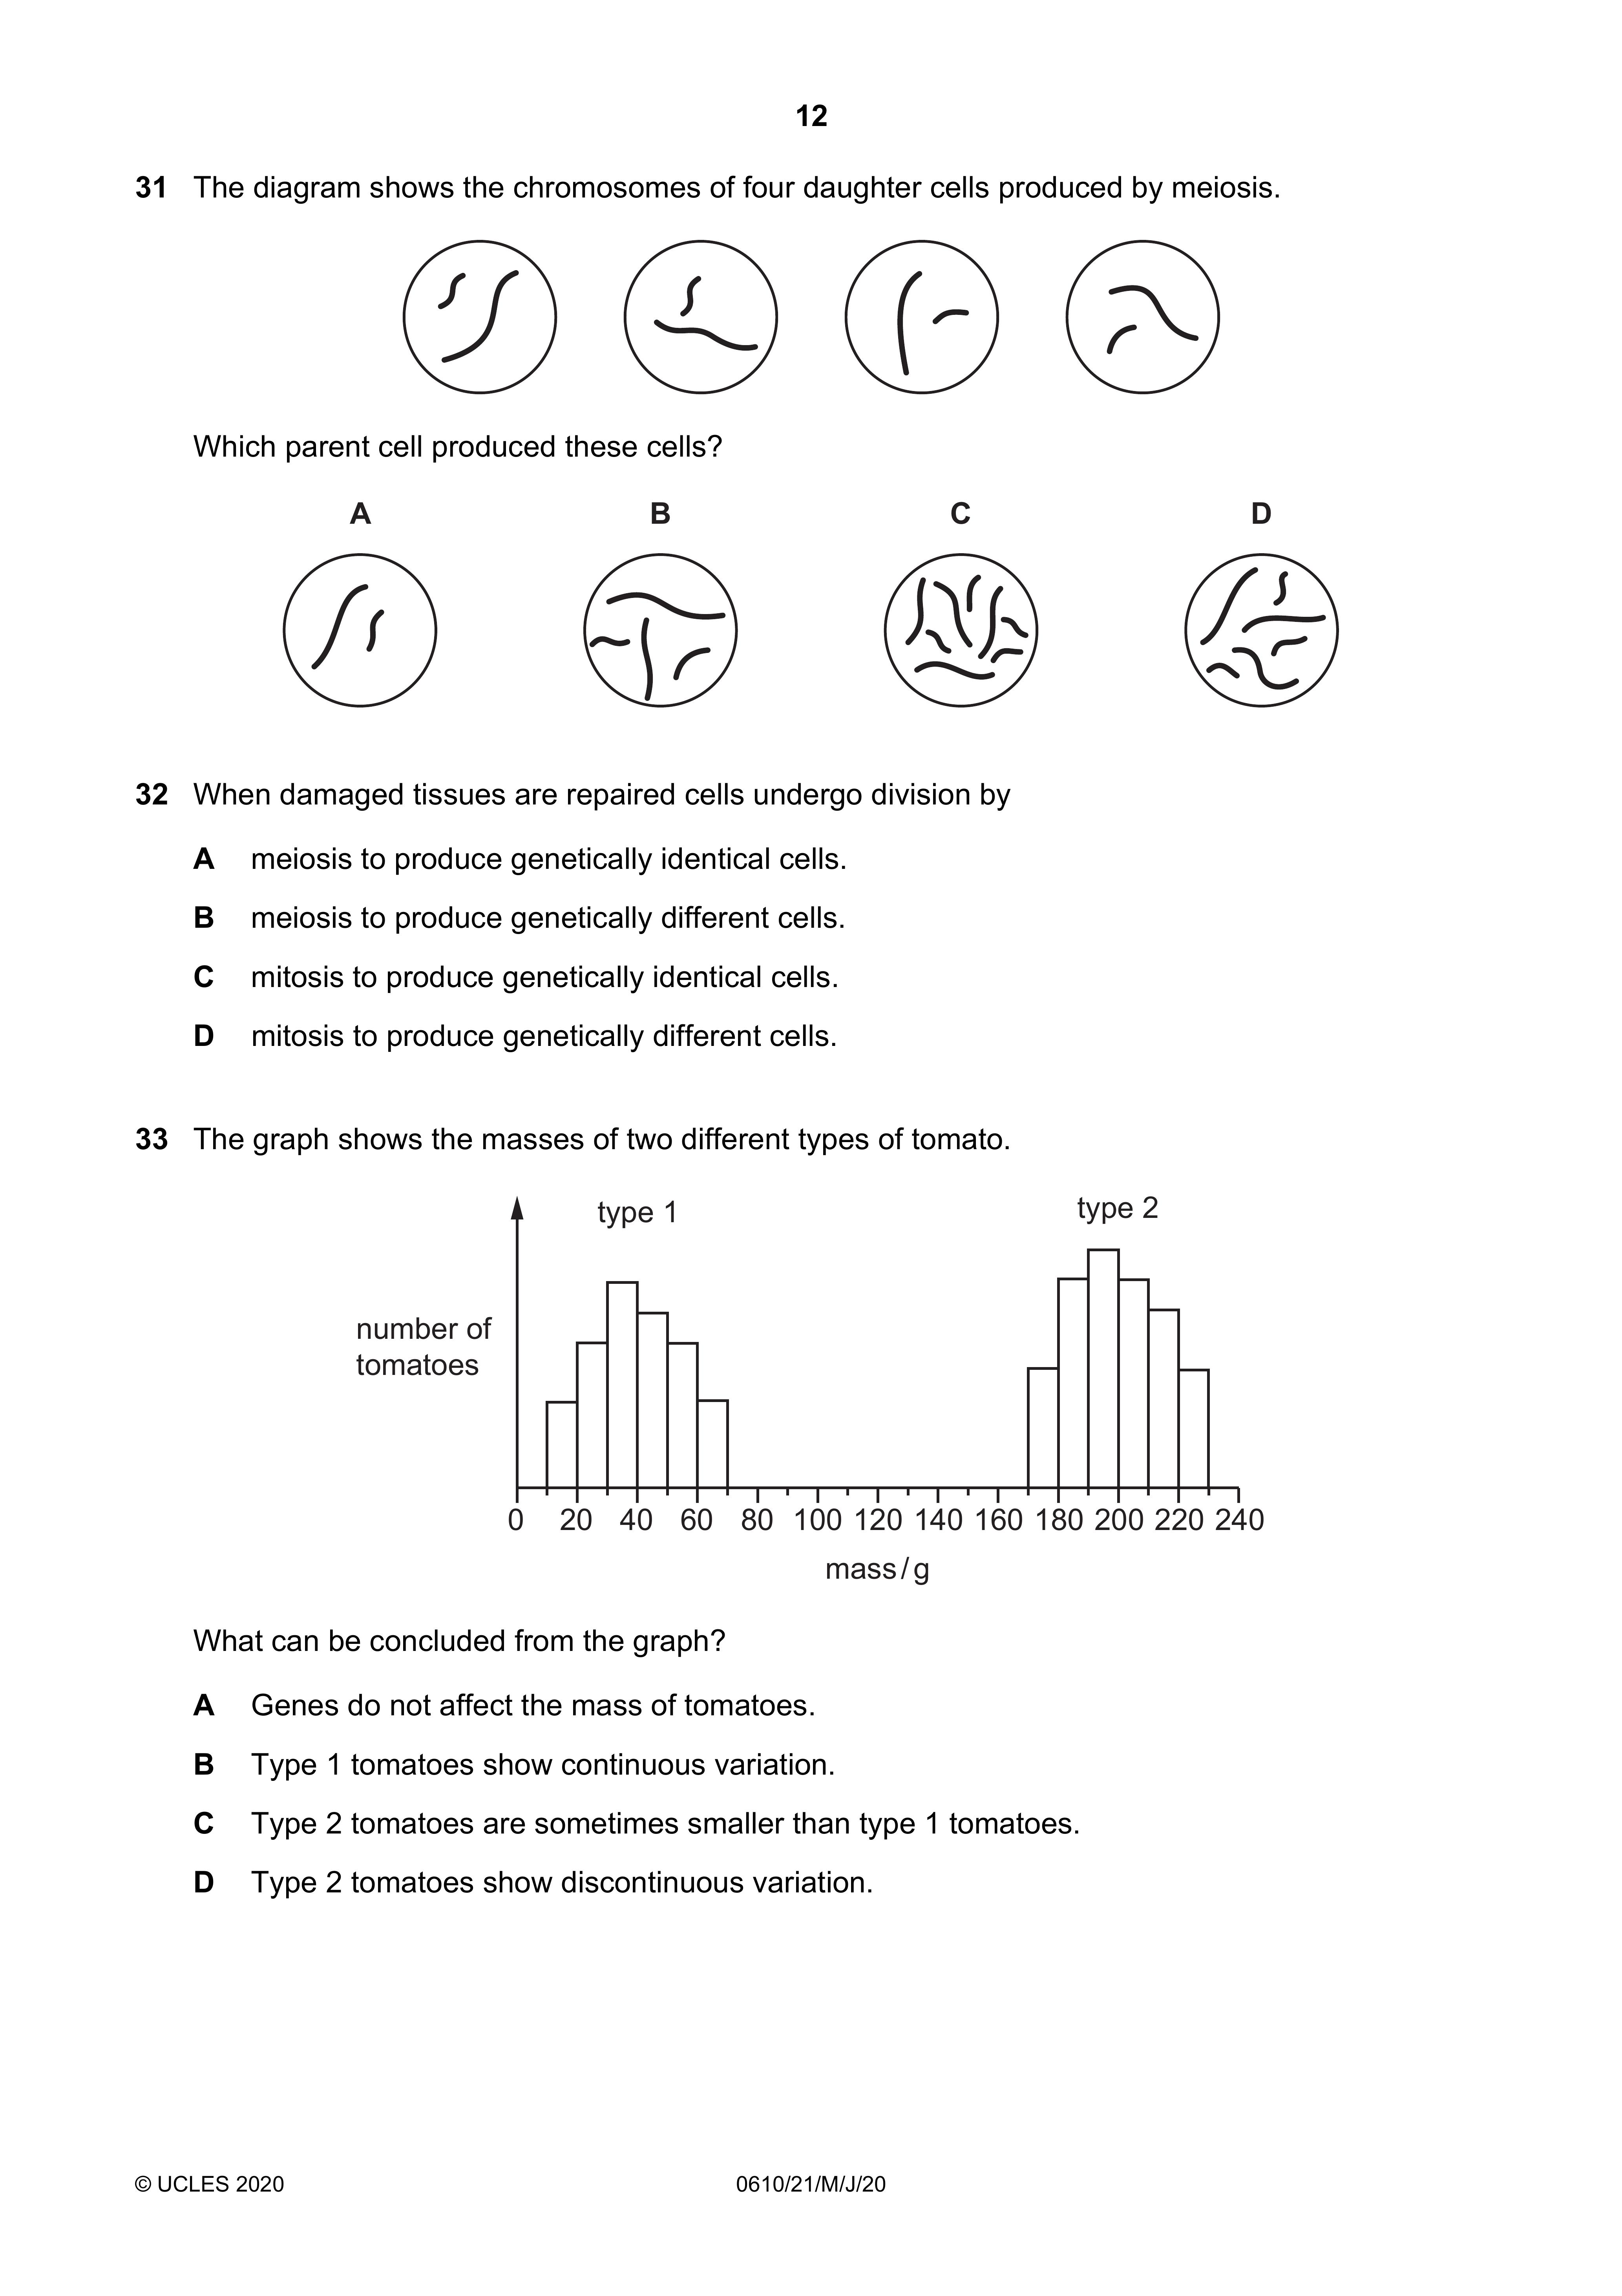 12
31 The diagram shows the chromosomes of four daughter cells produced by meiosis.
Which parent cell produced these cells?
A B C D
32 When damaged tissues are repaired cells undergo division by
A meiosis to produce genetically identical cells.
B meiosis to produce genetically different cells.
C mitosis to produce genetically identical cells.
D mitosis to produce genetically different cells.
33 The graph shows the masses of two different types of tomato.
type 1 type 2
number of
tomatoes
0 20 40 60 80 100 120 140 160 180 200 220 240
mass / g
What can be concluded from the graph?
A Genes do not affect the mass of tomatoes.
B Type 1 tomatoes show continuous variation.
C Type 2 tomatoes are sometimes smaller than type 1 tomatoes.
D Type 2 tomatoes show discontinuous variation.
© UCLES 2020 0610/21/M/J/20